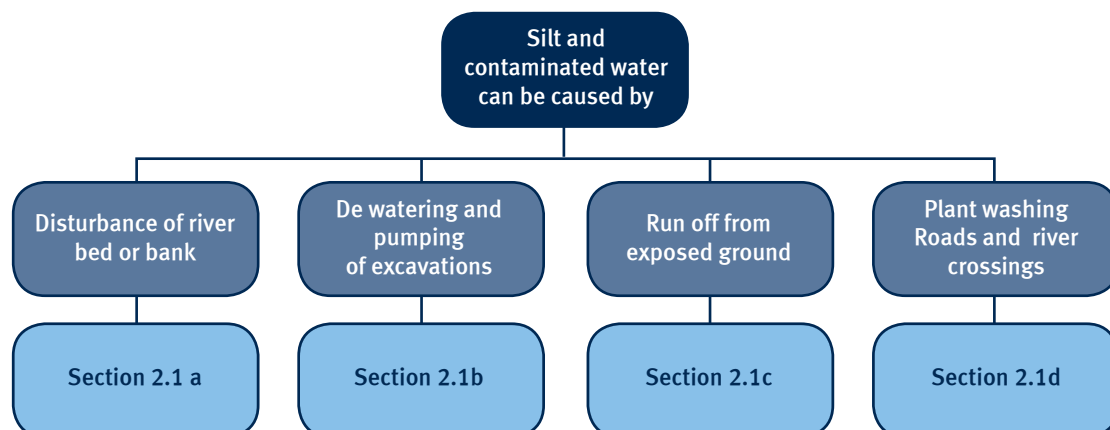 Silt and
contaminated water
can be caused by
Disturbance of river
bed or bank
De watering and
pumping
of excavations
Run off from
exposed ground
Plant washing
Roads and river
crossings
Section 2.1 a
Section 2.1b
Section 2.1c
Section 2.1d